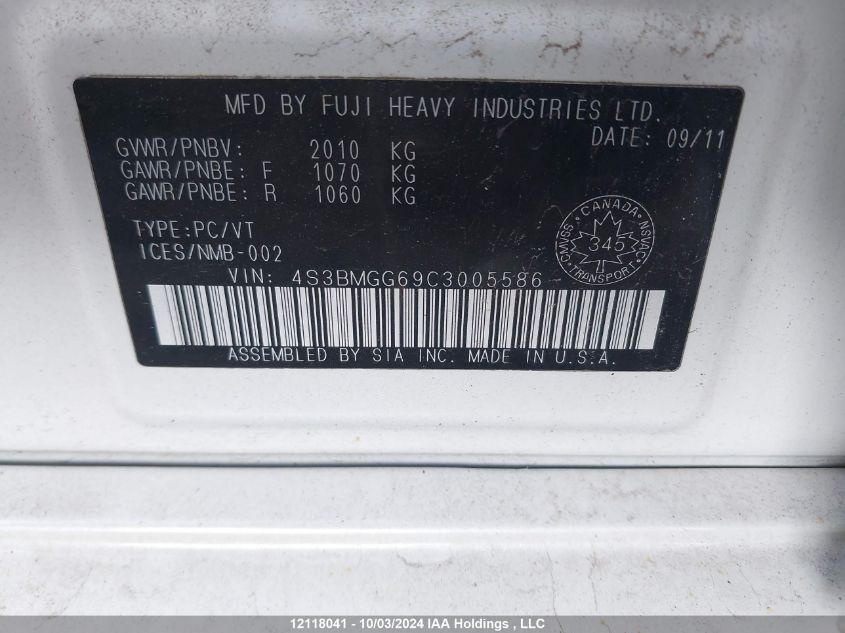 MFD BY FUJI HEAVY INDUSTRIES LTD.
DATE: 09/11
GVWR/PNBV: 2010 KG
GAWR/PNBE: F 1070 KG
GAWR/PNBE: R 1060 KG
TYPE:PC/VT
ICES/NMB-002
CANADA
CMVSS 345 NSVAC
TRANSPORT
VIN: 4S3BMGG69C3005586
ASSEMBLED BY SIA INC. MADE IN U.S.A.
12118041 - 10/03/2024 IAA Holdings , LLC